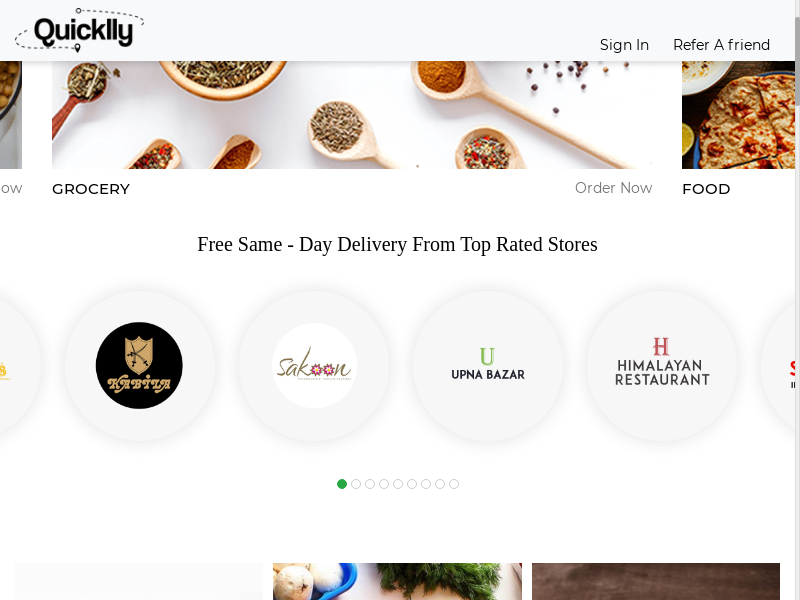 Quicklly
Sign In
Refer A friend
GROCERY
Order Now
FOOD
Free Same - Day Delivery From Top Rated Stores
KABILA
sakoon
U
UPNA BAZAR
H
HIMALAYAN
RESTAURANT